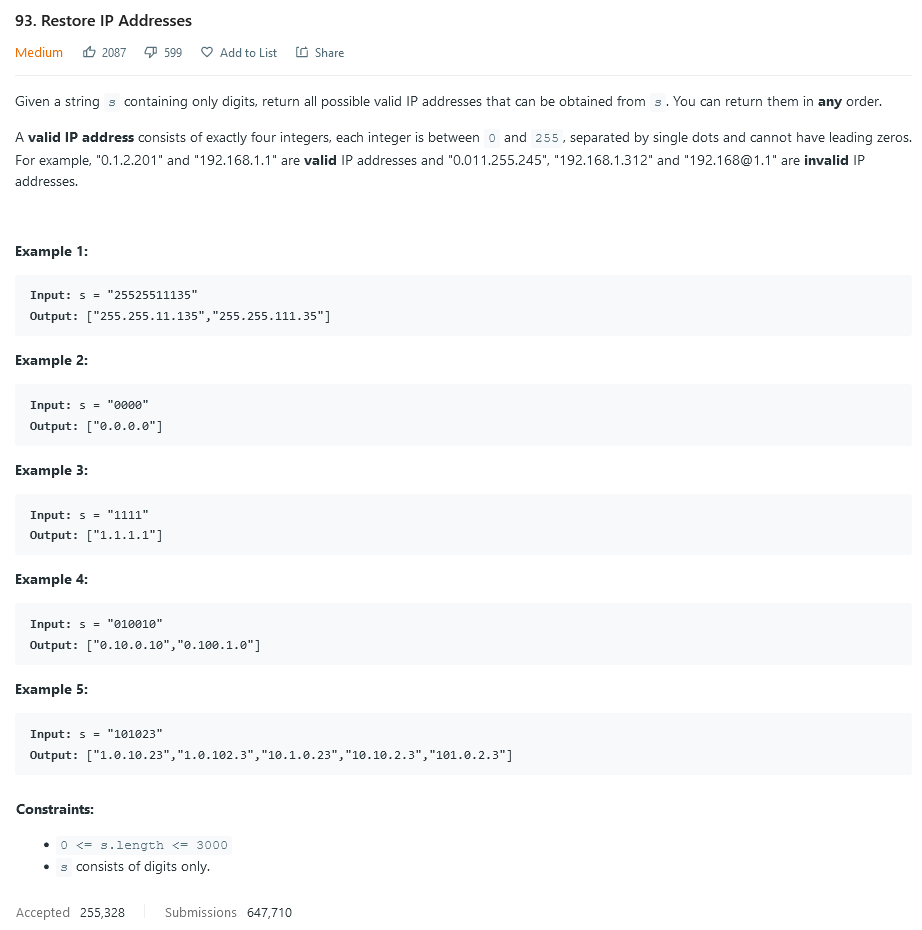 93. Restore IP Addresses
Medium 2087 599 Add to List Share
Given a string s containing only digits, return all possible valid IP addresses that can be obtained from s. You can return them in any order.
A valid IP address consists of exactly four integers, each integer is between 0 and 255, separated by single dots and cannot have leading zeros.
For example, "0.1.2.201" and "192.168.1.1" are valid IP addresses and "0.011.255.245", "192.168.1.312" and "192.168@1.1" are invalid IP
addresses.
Example 1:
Input: s = "25525511135"
Output: ["255.255.11.135","255.255.111.35"]
Example 2:
Input: s = "0000"
Output: ["0.0.0.0"]
Example 3:
Input: s = "1111"
Output: ["1.1.1.1"]
Example 4:
Input: s = "010010"
Output: ["0.10.0.10","0.100.1.0"]
Example 5:
Input: s = "101023"
Output: ["1.0.10.23","1.0.102.3","10.1.0.23","10.10.2.3","101.0.2.3"]
Constraints:
• 0 <= s.length <= 3000
• s consists of digits only.
Accepted 255,328 Submissions 647,710